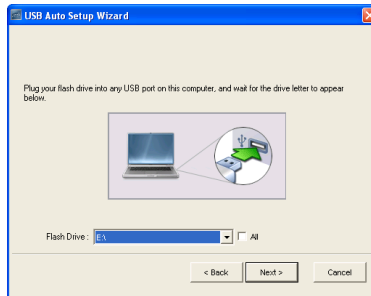 USB Auto Setup Wizard
Plug your flash drive into any USB port on this computer, and wait for the drive letter to appear
below.
Flash Drive : E:\ All
< Back Next > Cancel